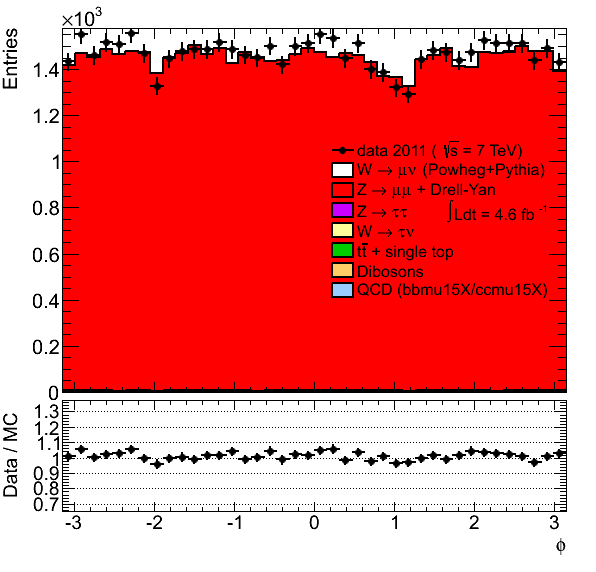 ×10³
Entries
1.4
1.2
1
0.8
0.6
0.4
0.2
0
data 2011 ( √s = 7 TeV)
W → μν (Powheg+Pythia)
Z → μμ + Drell-Yan
Z → ττ ∫Ldt = 4.6 fb⁻¹
W → τν
tt̄ + single top
Dibosons
QCD (bbmu15X/ccmu15X)
Data / MC
1.3
1.2
1.1
1
0.9
0.8
0.7
-3 -2 -1 0 1 2 3
ϕ